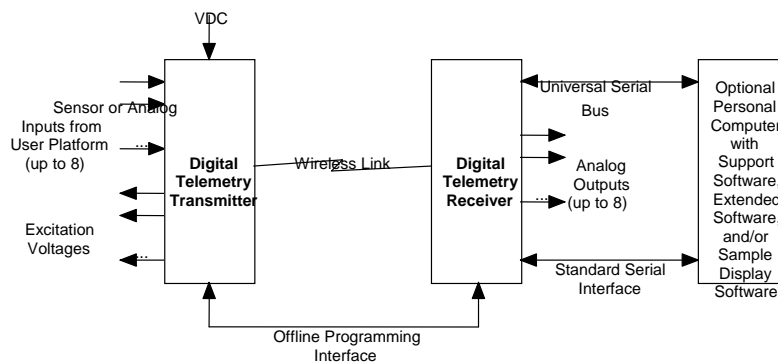 VDC
Sensor or Analog
Inputs from
User Platform
(up to 8)
...
Excitation
Voltages
...
Digital
Telemetry
Transmitter
Wireless Link
Digital
Telemetry
Receiver
Universal Serial
Bus
Analog
Outputs
(up to 8)
...
Standard Serial
Interface
Optional
Personal
Computer
with
Support
Software,
Extended
Software,
and/or
Sample
Display
Software
Offline Programming
Interface